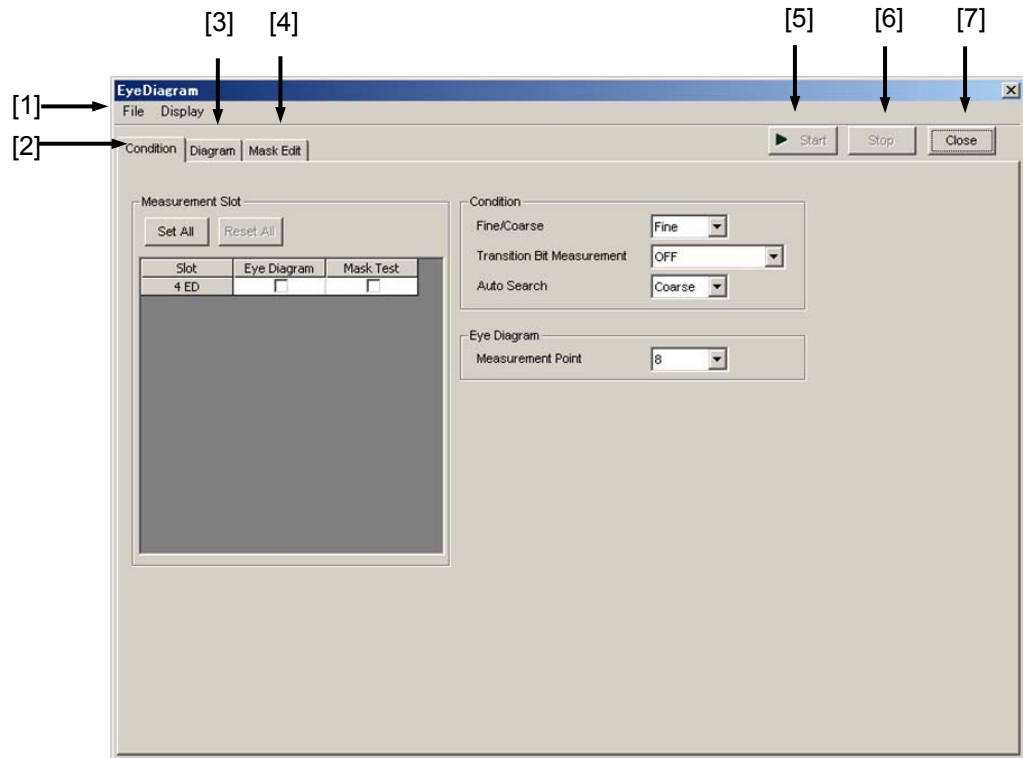 [3] [4] [5] [6] [7]
EyeDiagram
[1] File Display
[2] Condition Diagram Mask Edit Start Stop Close
Measurement Slot
Set All Reset All
Slot Eye Diagram Mask Test
4 ED
Condition
Fine/Coarse Fine
Transition Bit Measurement OFF
Auto Search Coarse
Eye Diagram
Measurement Point 8